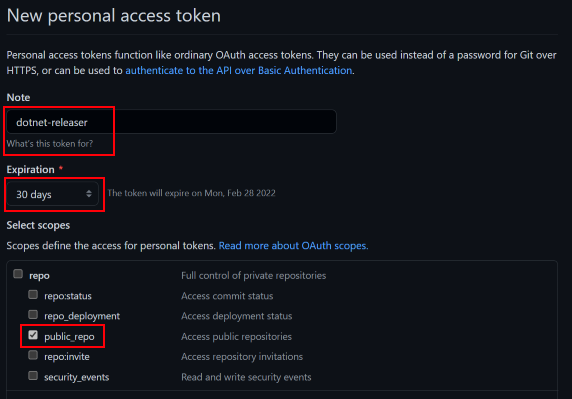 New personal access token
Personal access tokens function like ordinary OAuth access tokens. They can be used instead of a password for Git over
HTTPS, or can be used to authenticate to the API over Basic Authentication.
Note
dotnet-releaser
What's this token for?
Expiration *
30 days The token will expire on Mon, Feb 28 2022
Select scopes
Scopes define the access for personal tokens. Read more about OAuth scopes.
repo Full control of private repositories
repo:status Access commit status
repo_deployment Access deployment status
public_repo Access public repositories
repo:invite Access repository invitations
security_events Read and write security events